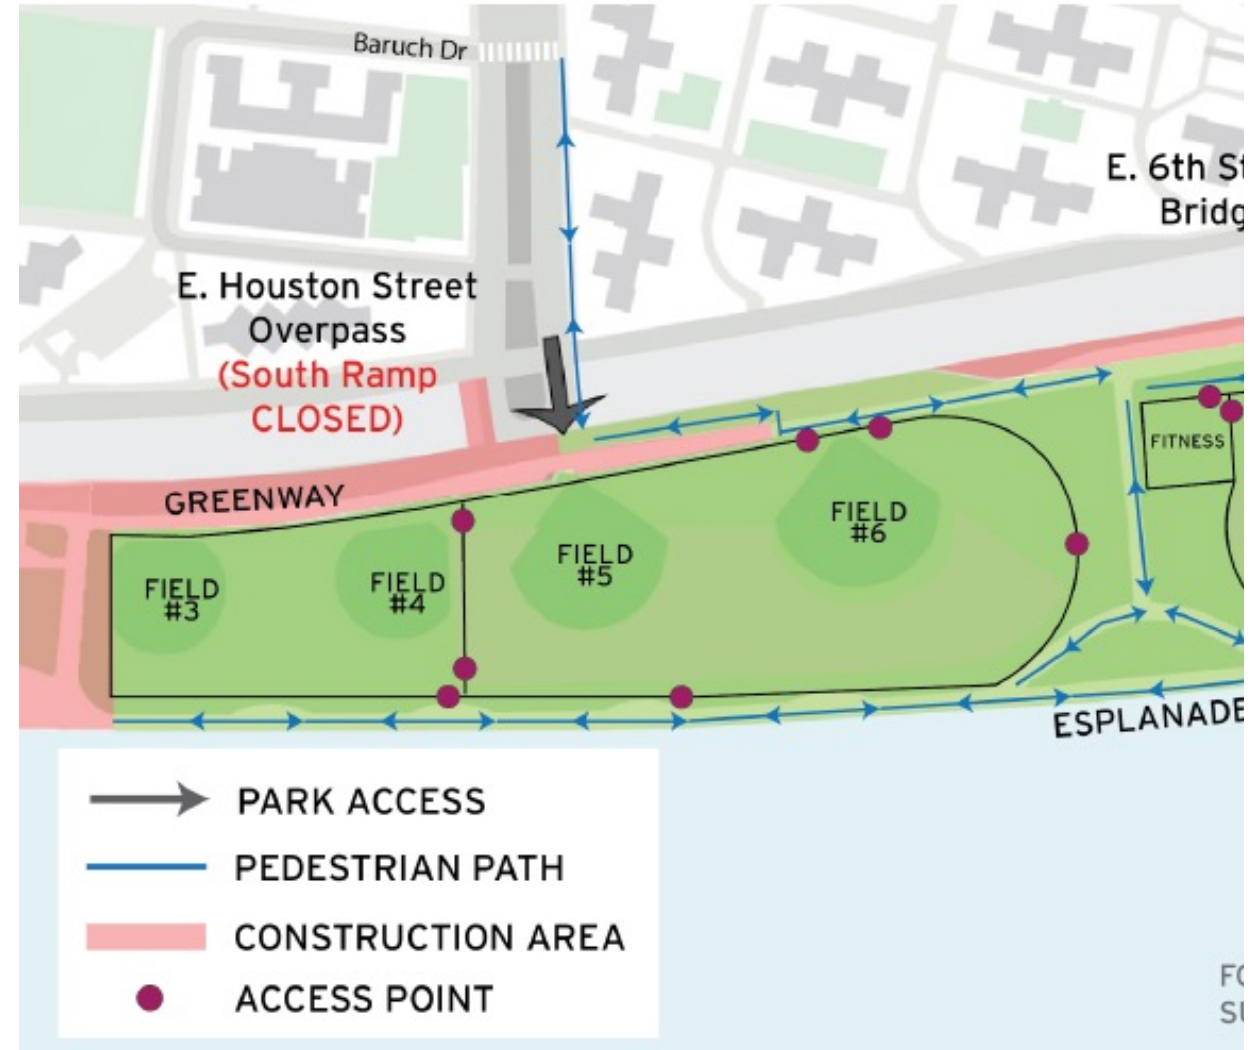 Baruch Dr
E. 6th St
Bridg
E. Houston Street
Overpass
(South Ramp
CLOSED)
GREENWAY
FITNESS
FIELD
#3
FIELD
#4
FIELD
#5
FIELD
#6
ESPLANADE
PARK ACCESS
PEDESTRIAN PATH
CONSTRUCTION AREA
ACCESS POINT